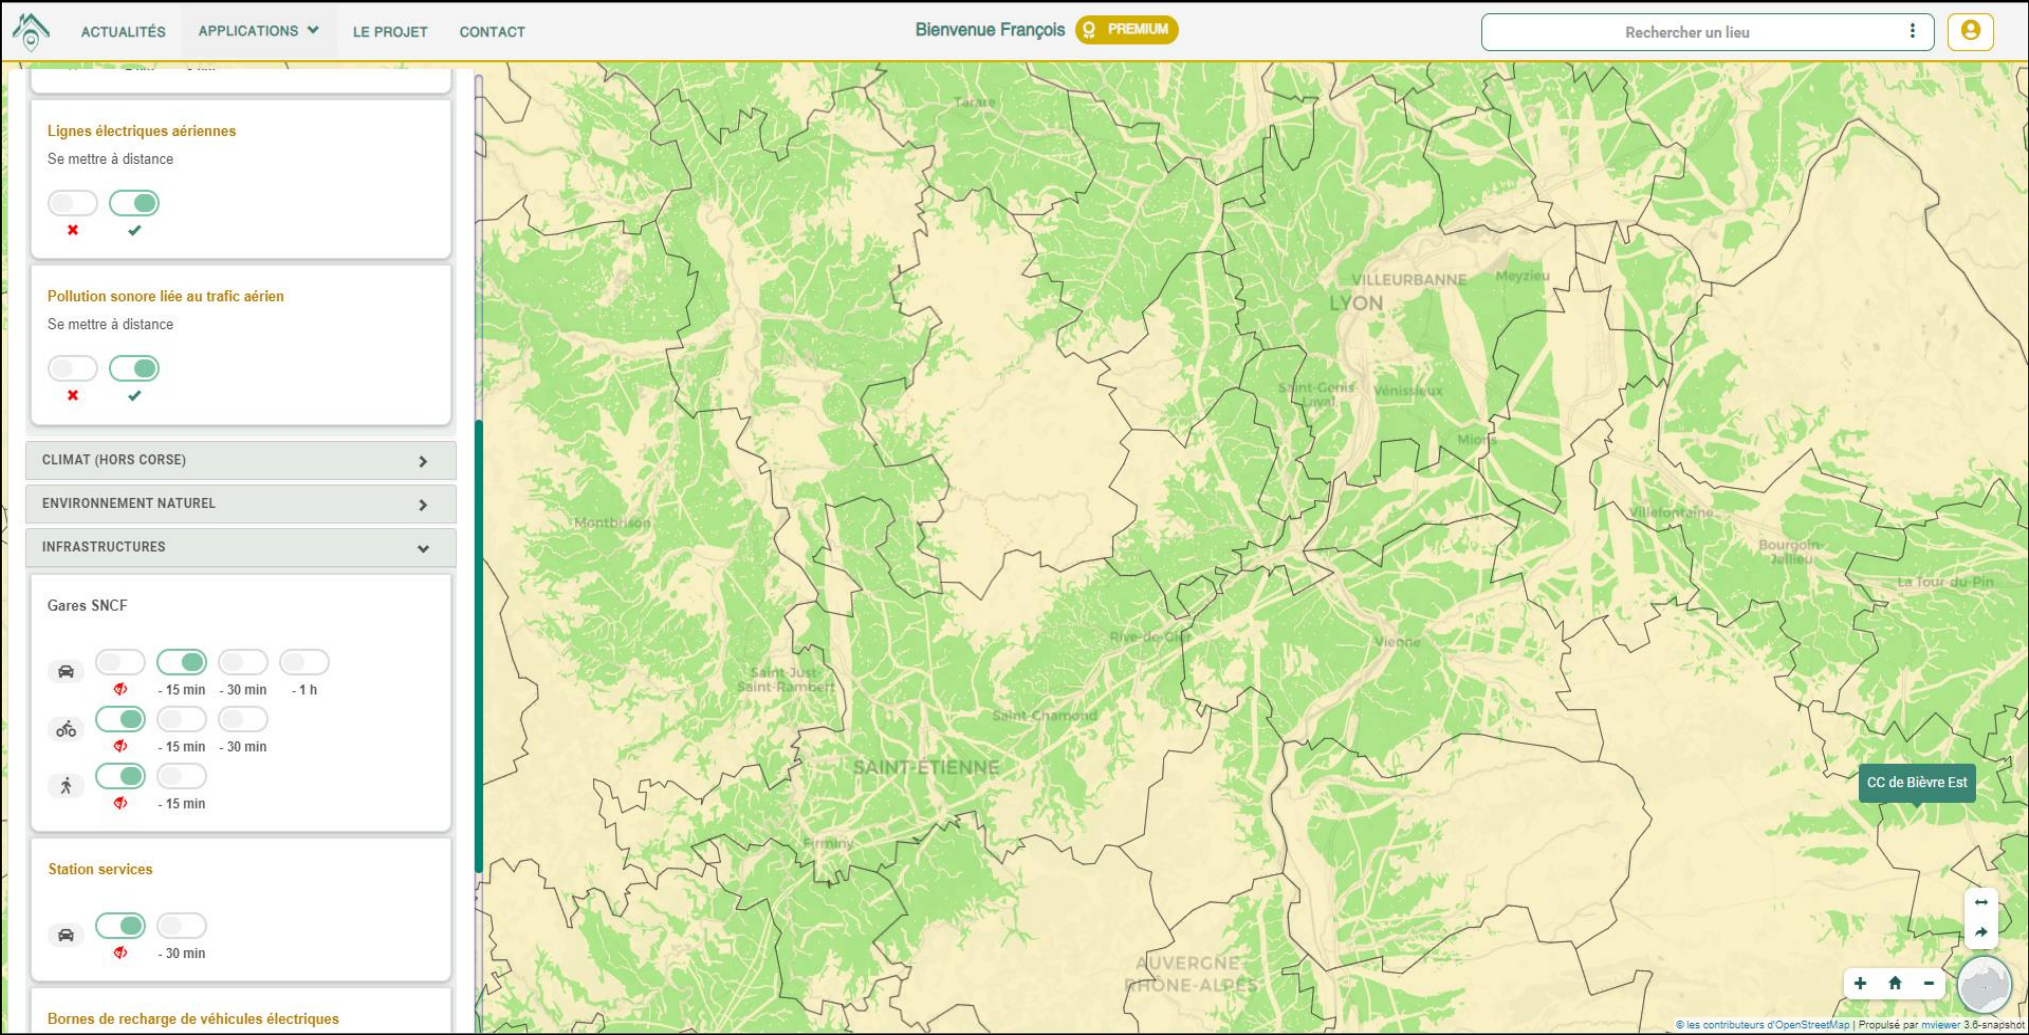 ACTUALITÉS
APPLICATIONS
LE PROJET
CONTACT
Bienvenue François
PREMIUM
Rechercher un lieu
Lignes électriques aériennes
Se mettre à distance
Pollution sonore liée au trafic aérien
Se mettre à distance
CLIMAT (HORS CORSE)
ENVIRONNEMENT NATUREL
INFRASTRUCTURES
Gares SNCF
- 15 min
- 30 min
- 1 h
- 15 min
- 30 min
- 15 min
Station services
- 30 min
Bornes de recharge de véhicules électriques
Tarare
VILLEURBANNE
Meyzieu
LYON
Saint-Genis-
Laval
Vénissieux
Mions
Montbrison
Villefontaine
Bourgoin-
Jallieu
La Tour-du-Pin
Rive-de-Gier
Vienne
Saint-Just-
Saint-Rambert
Saint-Chamond
SAINT-ÉTIENNE
CC de Bièvre Est
Firminy
AUVERGNE-
RHÔNE-ALPES
© les contributeurs d'OpenStreetMap | Propulsé par mviewer 3.6-snapshot